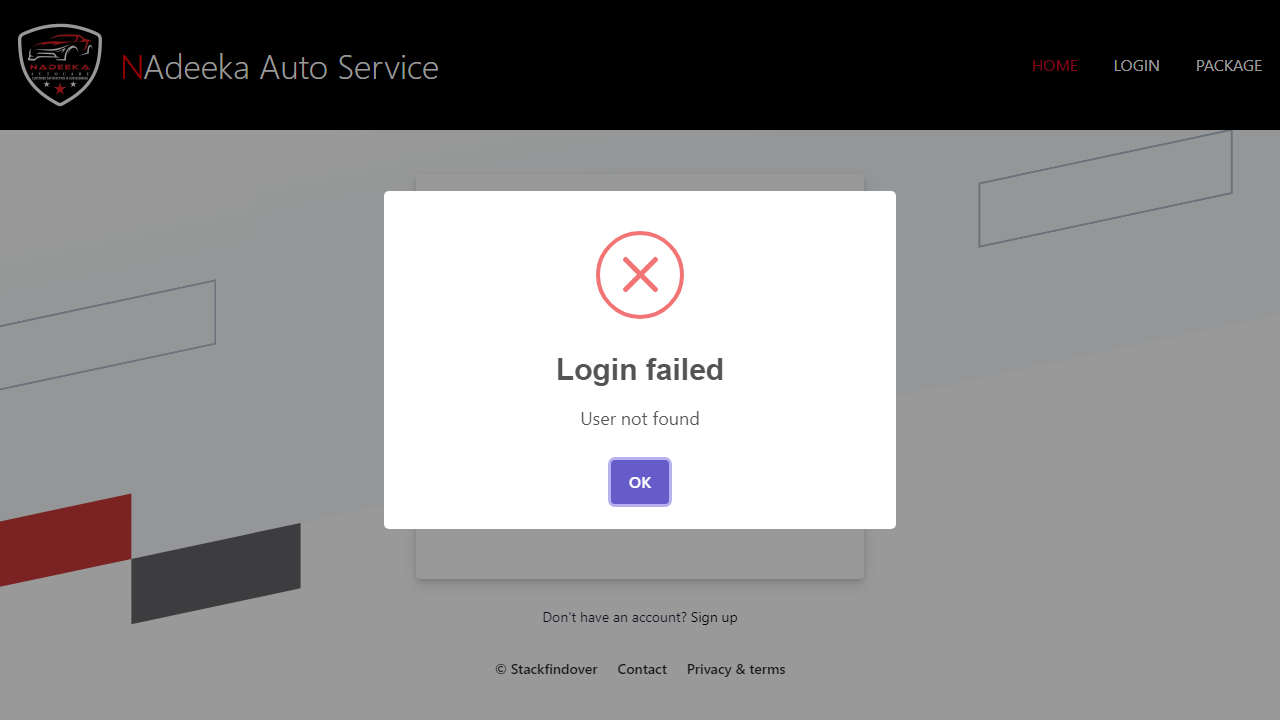 NADEEKA
AUTOCARE
NAdeeka Auto Service
HOME
LOGIN
PACKAGE
Login failed
User not found
OK
Don't have an account? Sign up
© Stackfindover
Contact
Privacy & terms